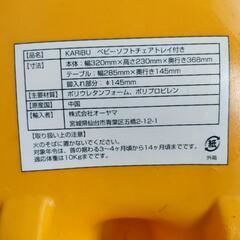 品名 KARIBU ベビーソフトチェアトレイ付き
寸法 本体：幅320mm×高さ230mm×奥行き368mm
テーブル：幅285mm×奥行き145mm
脚部分：φ145mm
主要材質 ポリウレタンフォーム、ポリプロピレン
原産国 中国
輸入者 株式会社オーヤマ
宮城県仙台市青葉区五橋2-12-1
【取り扱い上の注意】
火のそばに置かないでください。
対象年令は、首の座わる3～4ヶ月頃から14ヶ月頃までです。
適応体重は10Kgまでです。
紙
外箱